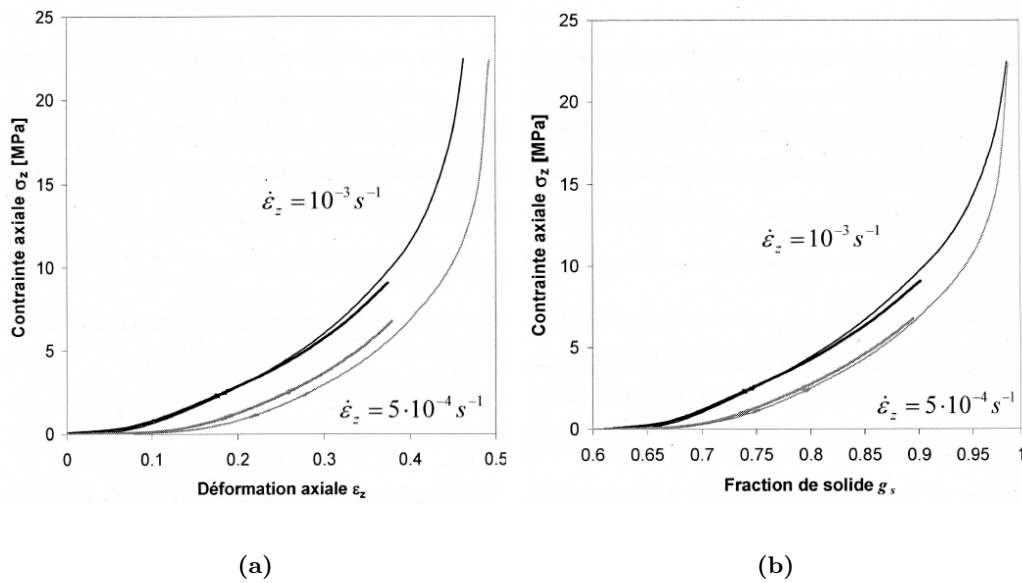 25
20
15
10
5
0
Contrainte axiale σz [MPa]
ε̇z = 10⁻³ s⁻¹
ε̇z = 5·10⁻⁴ s⁻¹
0 0.1 0.2 0.3 0.4 0.5
Déformation axiale εz
(a)
25
20
15
10
5
0
Contrainte axiale σz [MPa]
ε̇z = 10⁻³ s⁻¹
ε̇z = 5·10⁻⁴ s⁻¹
0.6 0.65 0.7 0.75 0.8 0.85 0.9 0.95 1
Fraction de solide gs
(b)